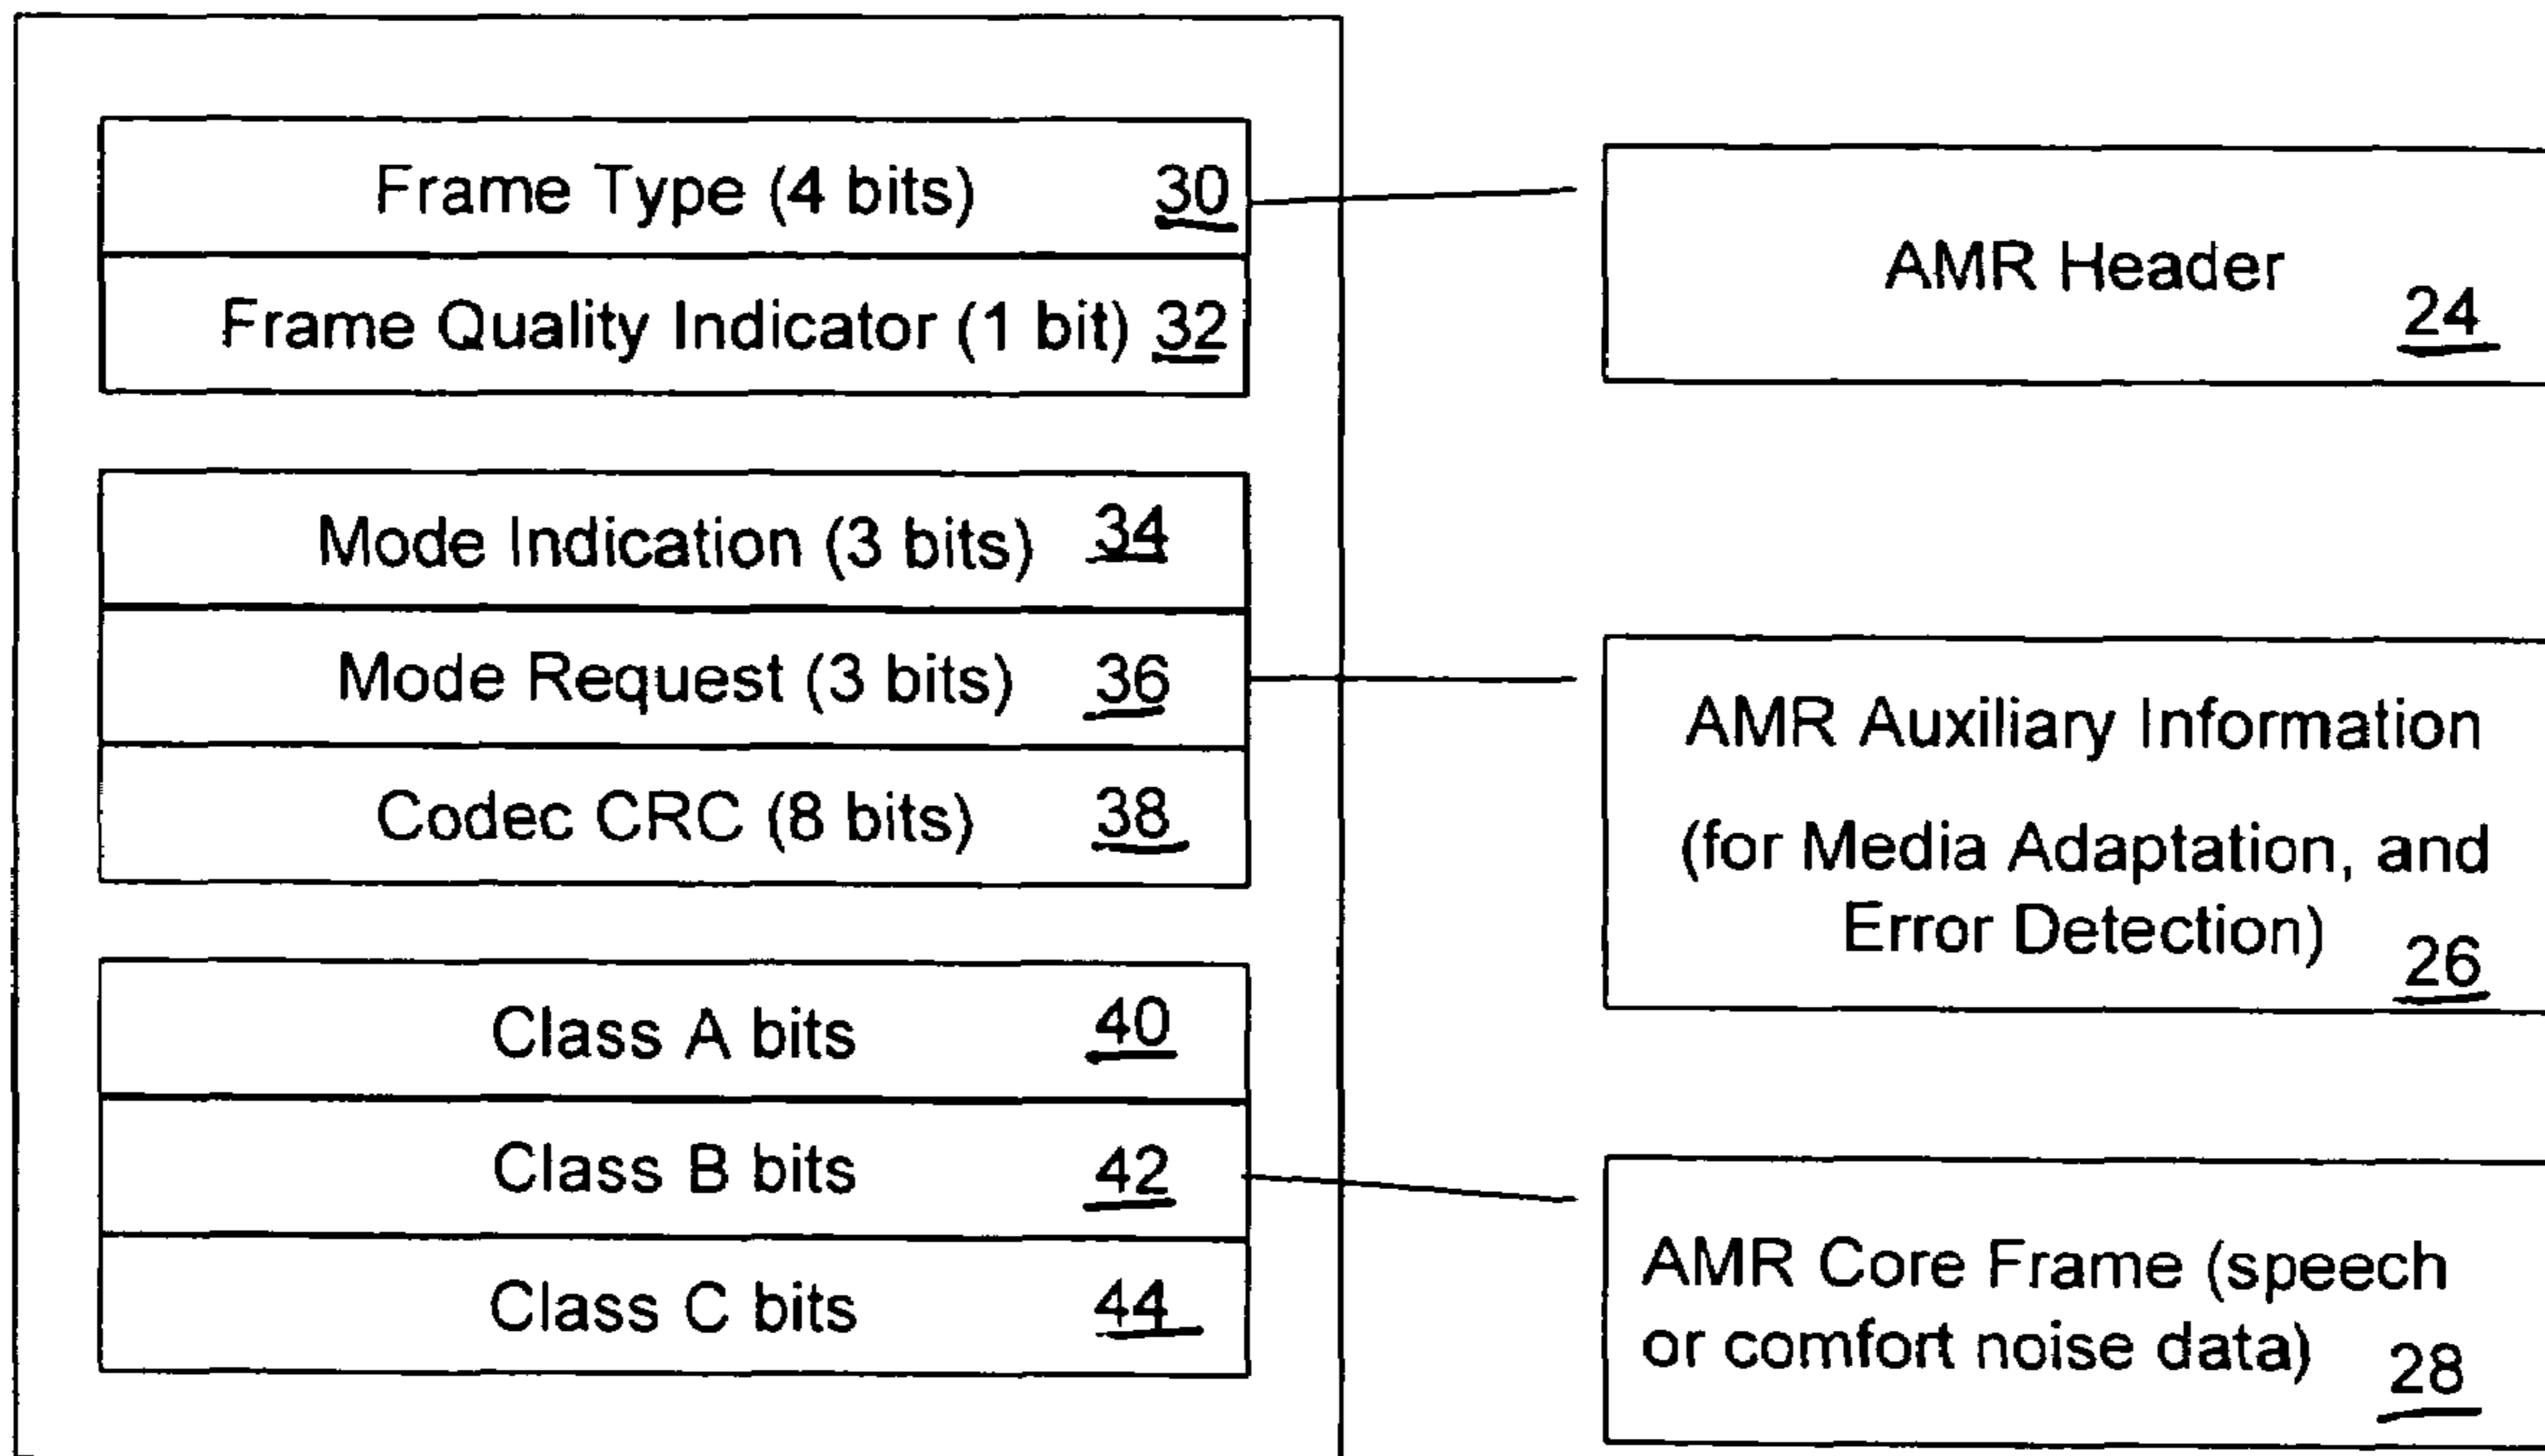 Frame Type (4 bits) 30
Frame Quality Indicator (1 bit) 32
Mode Indication (3 bits) 34
Mode Request (3 bits) 36
Codec CRC (8 bits) 38
Class A bits 40
Class B bits 42
Class C bits 44
AMR Header
24
AMR Auxiliary Information
(for Media Adaptation, and
Error Detection)
26
AMR Core Frame (speech
or comfort noise data)
28